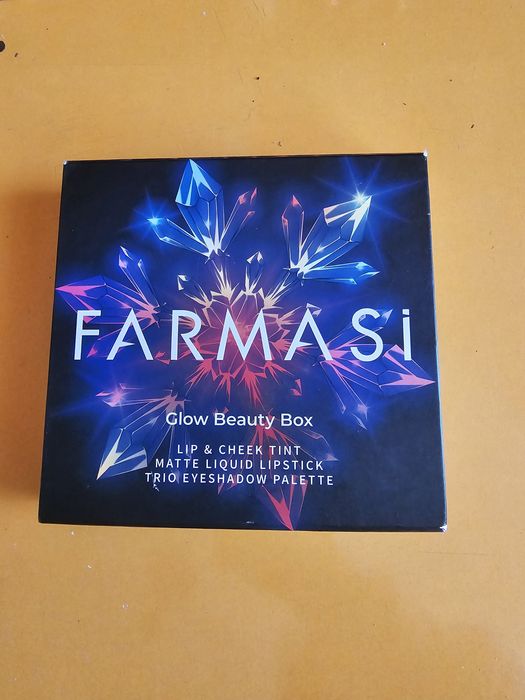 FARMASi
Glow Beauty Box
LIP & CHEEK TINT
MATTE LIQUID LIPSTICK
TRIO EYESHADOW PALETTE